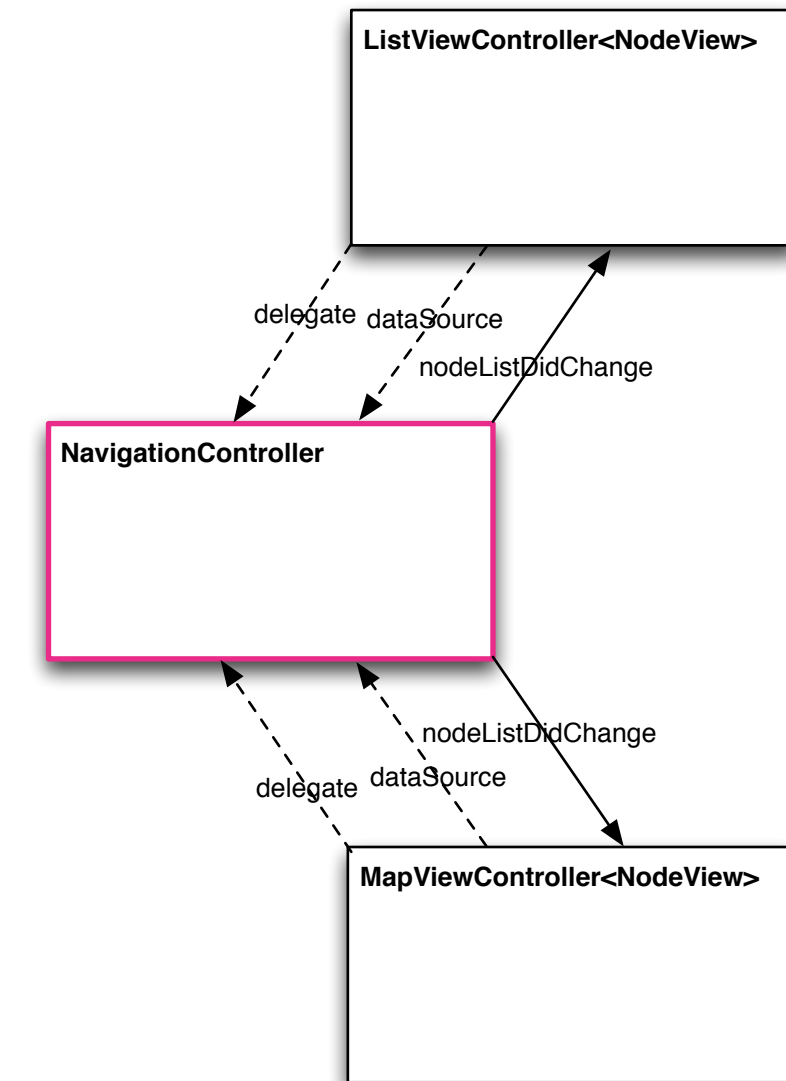 ListViewController<NodeView>
delegate
dataSource
nodeListDidChange
NavigationController
nodeListDidChange
delegate
dataSource
MapViewController<NodeView>